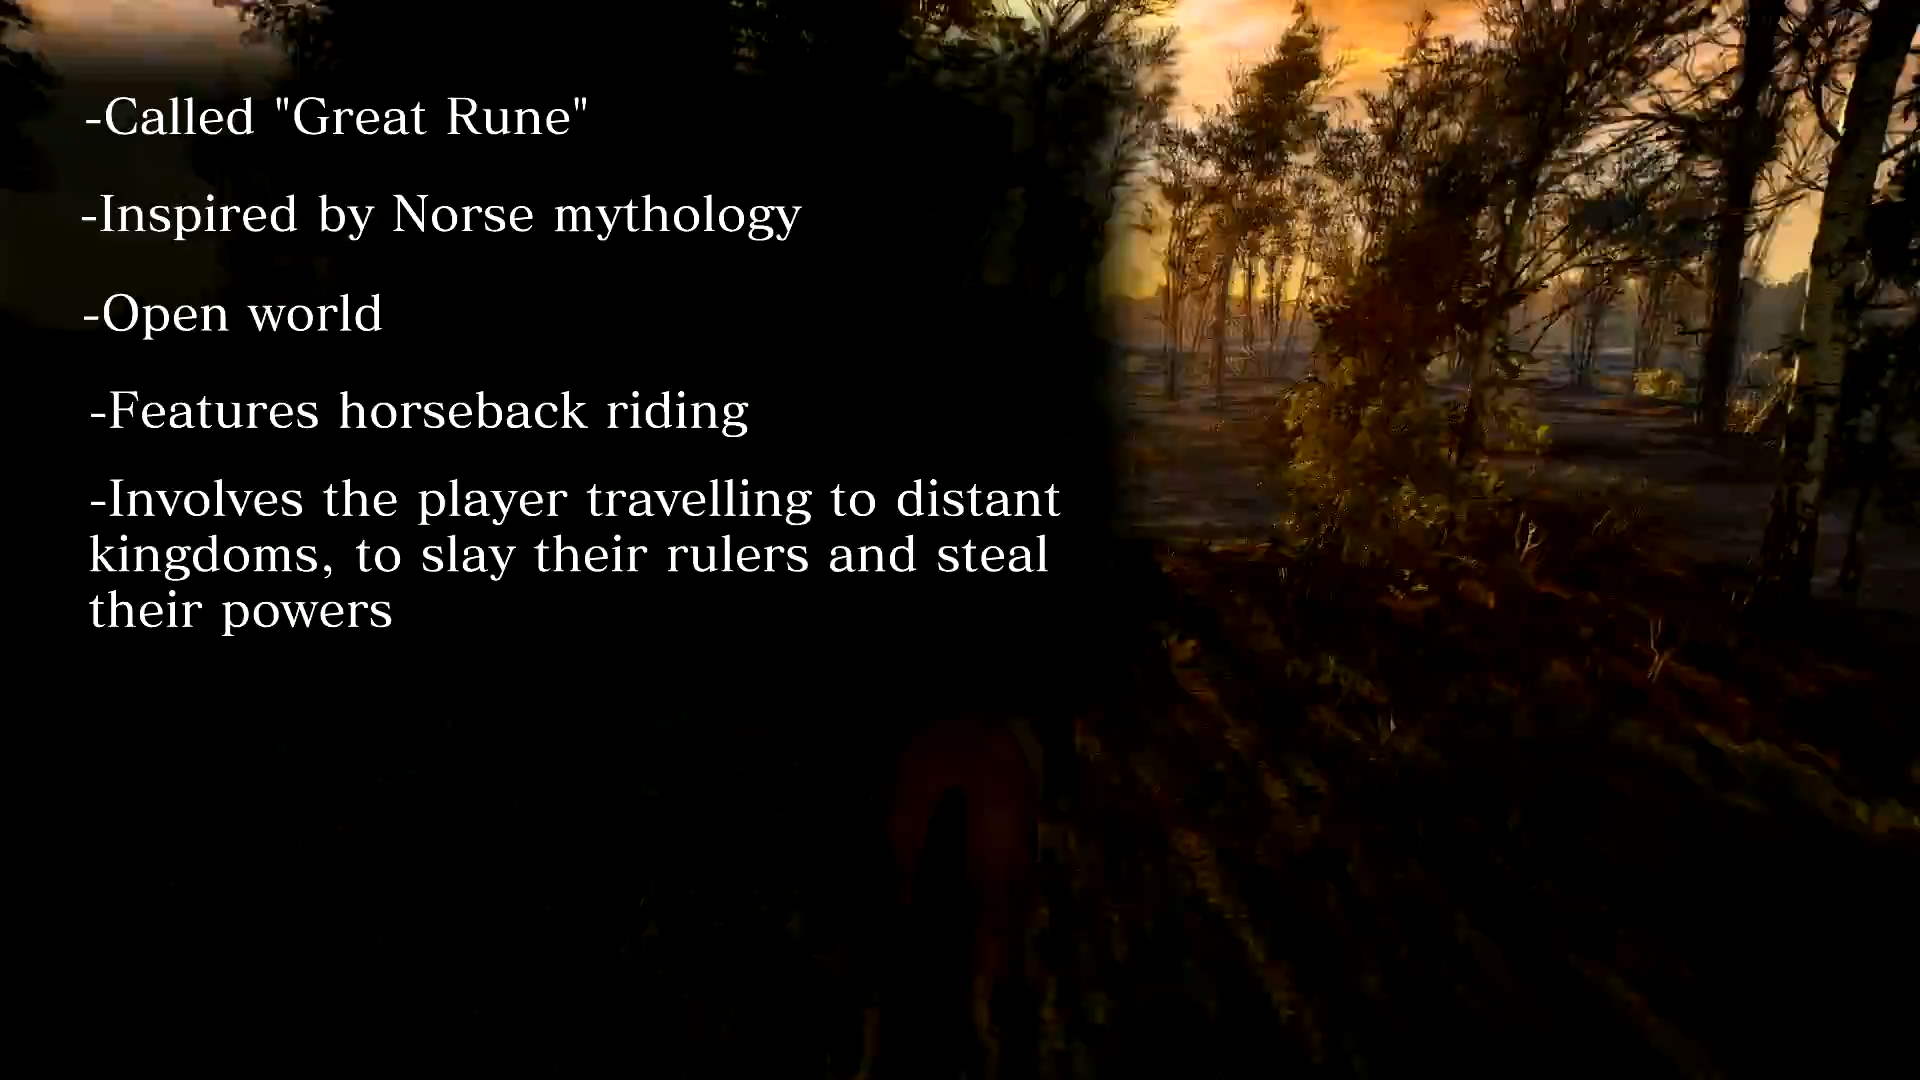 -Called "Great Rune"
-Inspired by Norse mythology
-Open world
-Features horseback riding
-Involves the player travelling to distant
kingdoms, to slay their rulers and steal
their powers